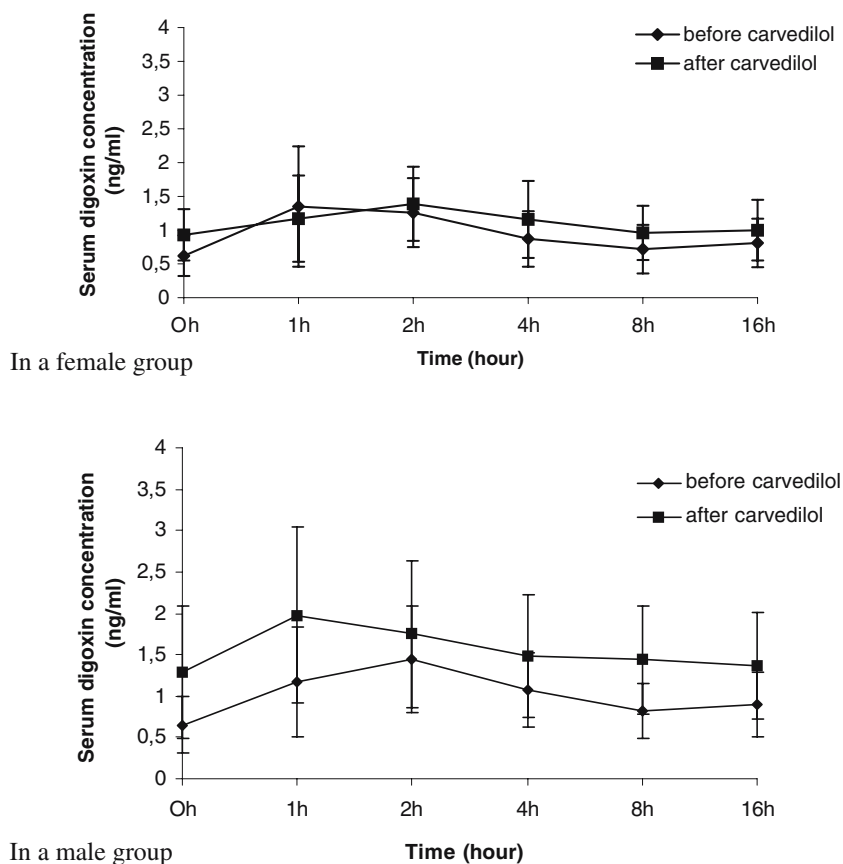 4
3,5
3
2,5
2
1,5
1
0,5
0
Serum digoxin concentration
(ng/ml)
before carvedilol
after carvedilol
Oh 1h 2h 4h 8h 16h
Time (hour)
In a female group
4
3,5
3
2,5
2
1,5
1
0,5
0
Serum digoxin concentration
(ng/ml)
before carvedilol
after carvedilol
Oh 1h 2h 4h 8h 16h
Time (hour)
In a male group